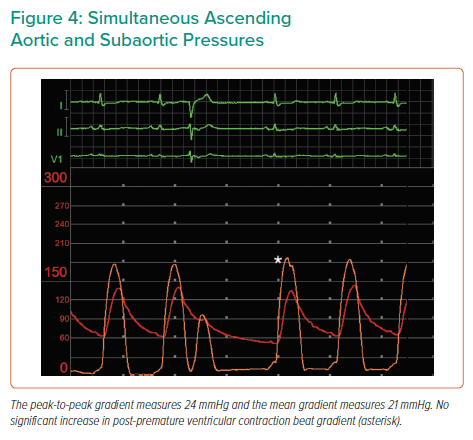 Figure 4: Simultaneous Ascending
Aortic and Subaortic Pressures
I
II
V1
300
270
240
210
150
120
90
60
0
The peak-to-peak gradient measures 24 mmHg and the mean gradient measures 21 mmHg. No
significant increase in post-premature ventricular contraction beat gradient (asterisk).